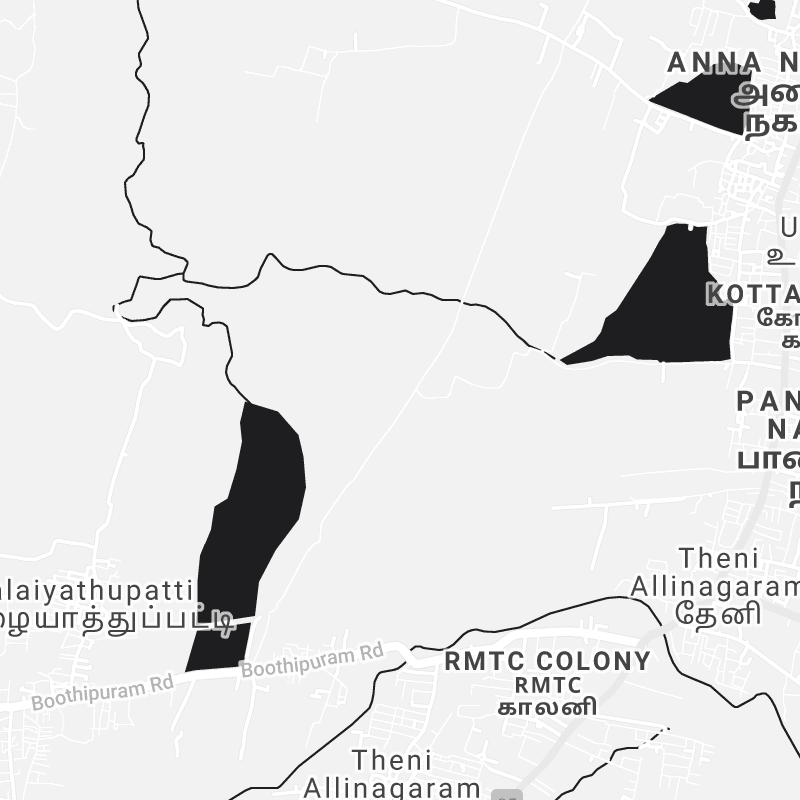 ANNA N
அனை
நக
U
உ
KOTTA
கோ
க
PAN
NA
பான
ந
Theni
Allinagaram
தேனி
alaiyathupatti
ழையாத்துப்பட்டி
Boothipuram Rd
Boothipuram Rd
RMTC COLONY
RMTC
காலனி
Theni
Allinagaram